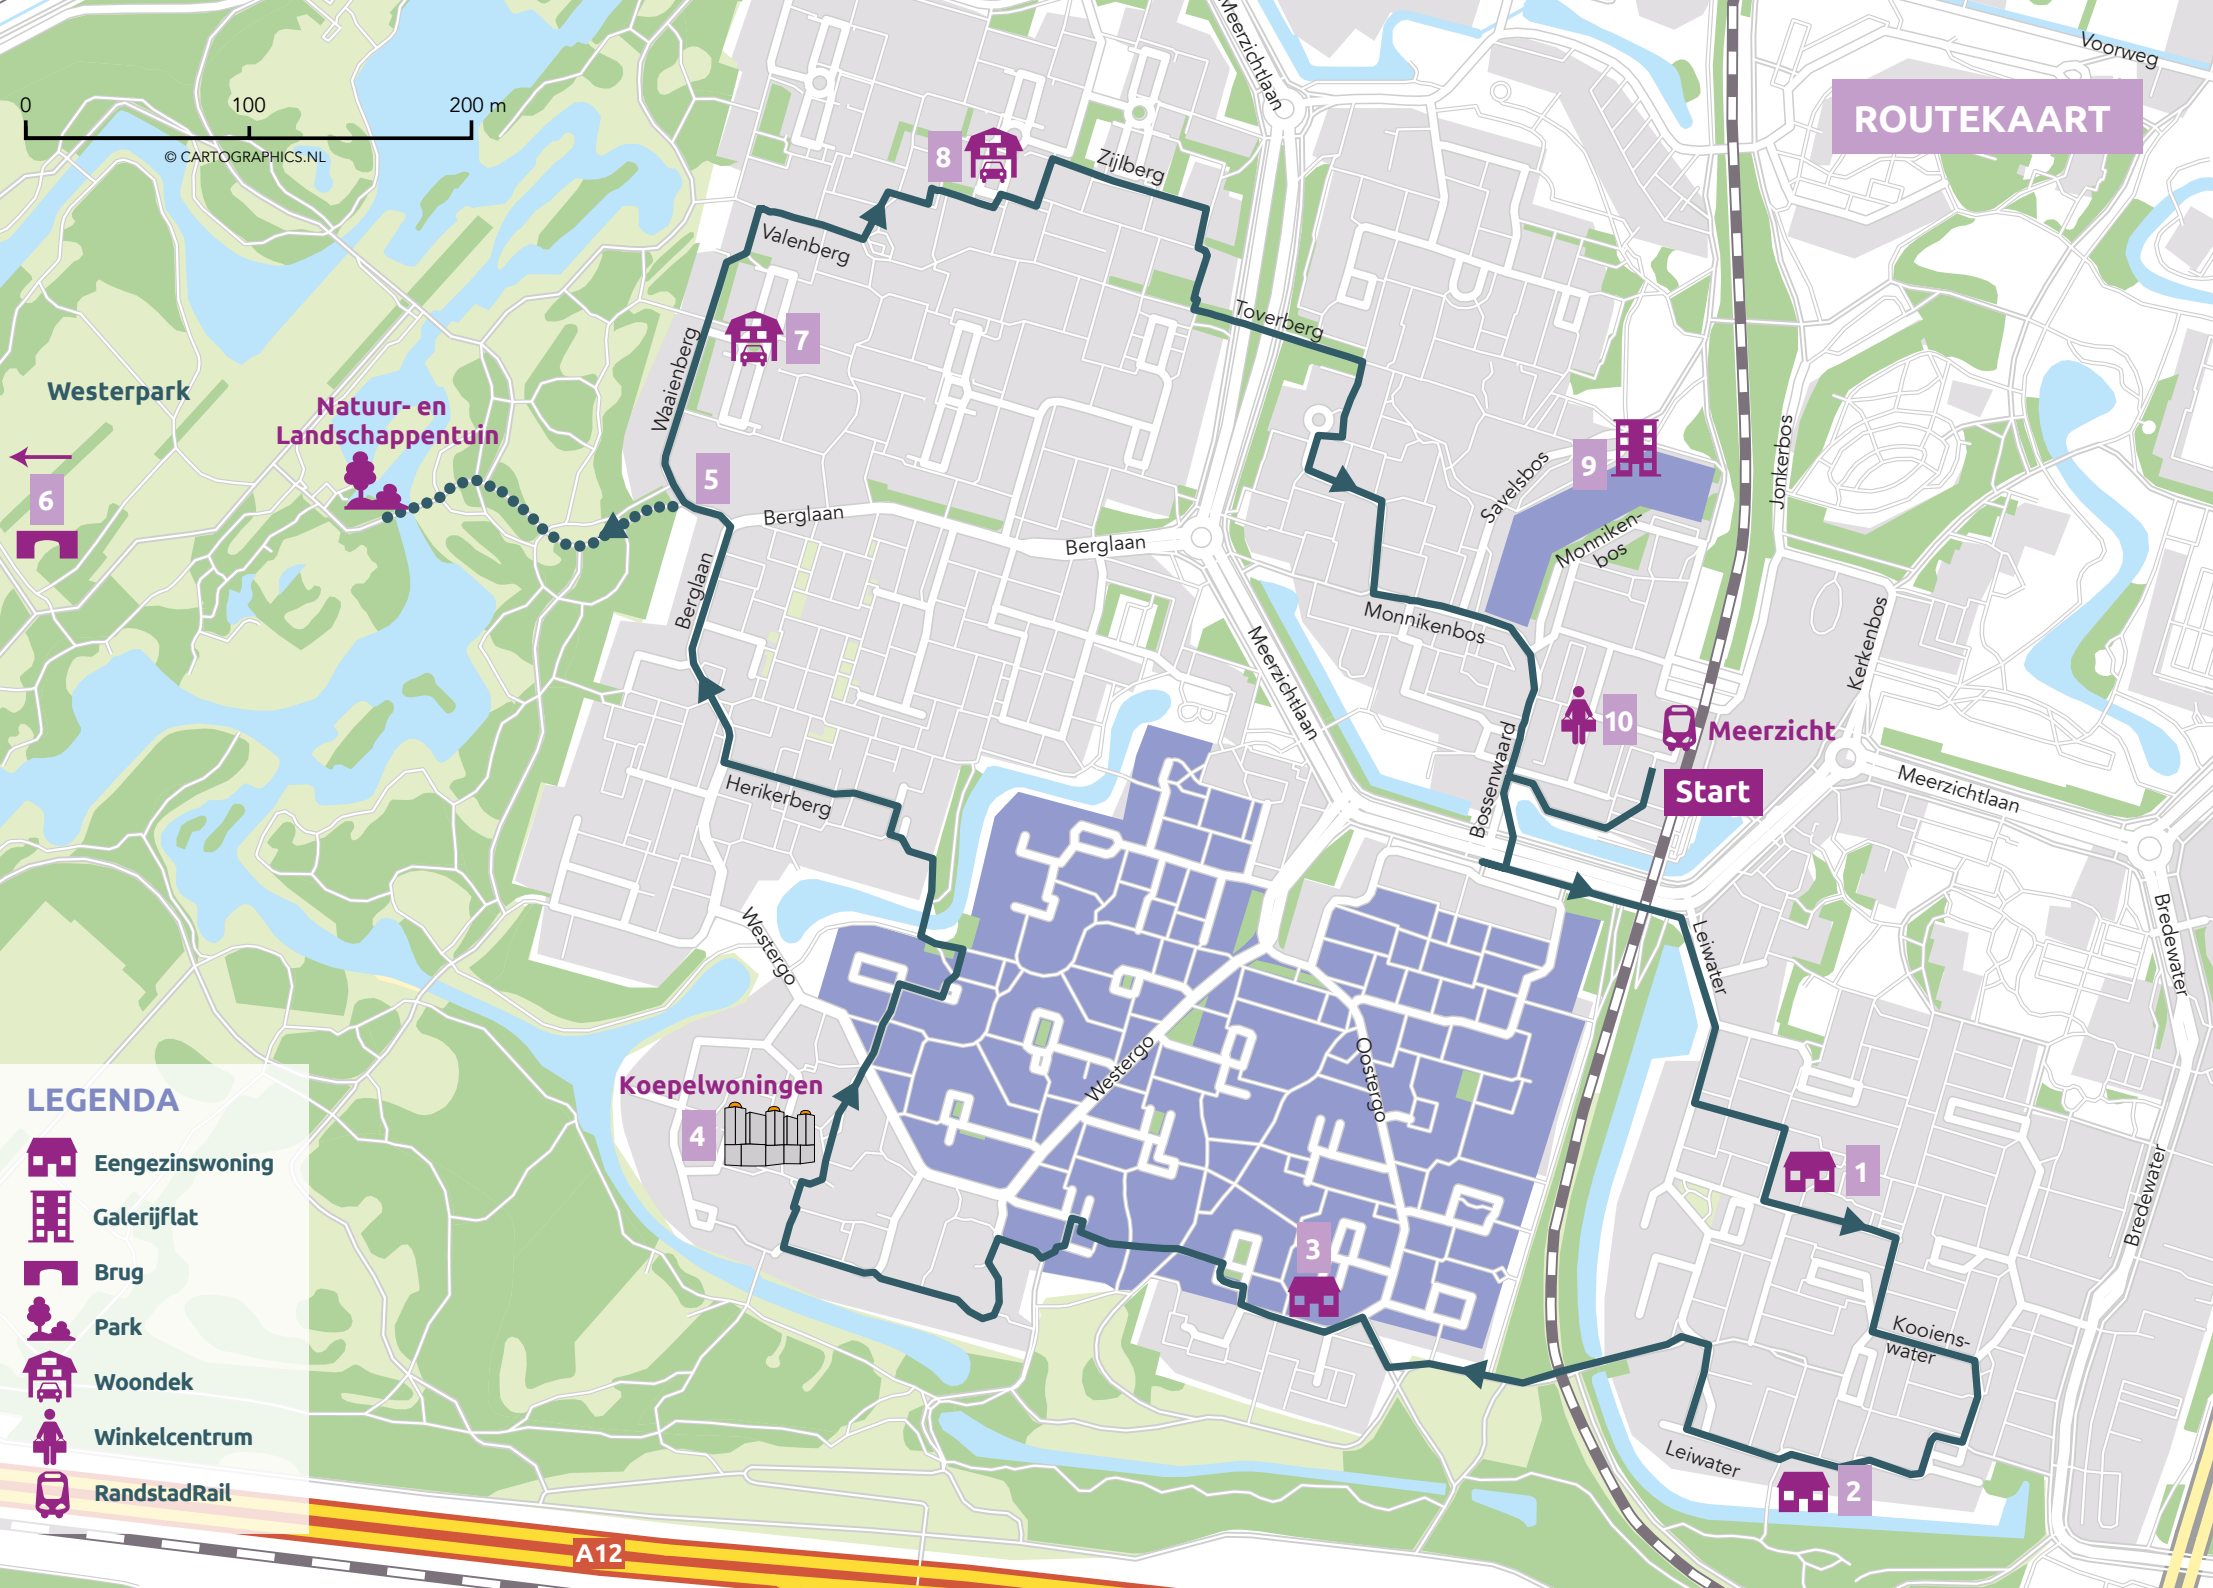 0 100 200 m
© CARTOGRAPHICS.NL
ROUTEKAART
Voorweg
Meerzichtlaan
8
Zijlberg
Valenberg
Toverberg
7
Waaienberg
Westerpark
Natuur- en
Landschappentuin
6
5
Berglaan
Berglaan
Berglaan
Savelsbos
9
Monniken-
bos
Jonkerbos
Monnikenbos
Kerkenbos
Meerzichtlaan
10
Meerzicht
Start
Bossenwaard
Meerzichtlaan
Herikerberg
Westergo
Leiwater
Bredewater
Westergo
Oostergo
Koepelwoningen
4
1
Bredewater
3
Kooiens-
water
Leiwater
2
LEGENDA
Eengezinswoning
Galerijflat
Brug
Park
Woondek
Winkelcentrum
RandstadRail
A12